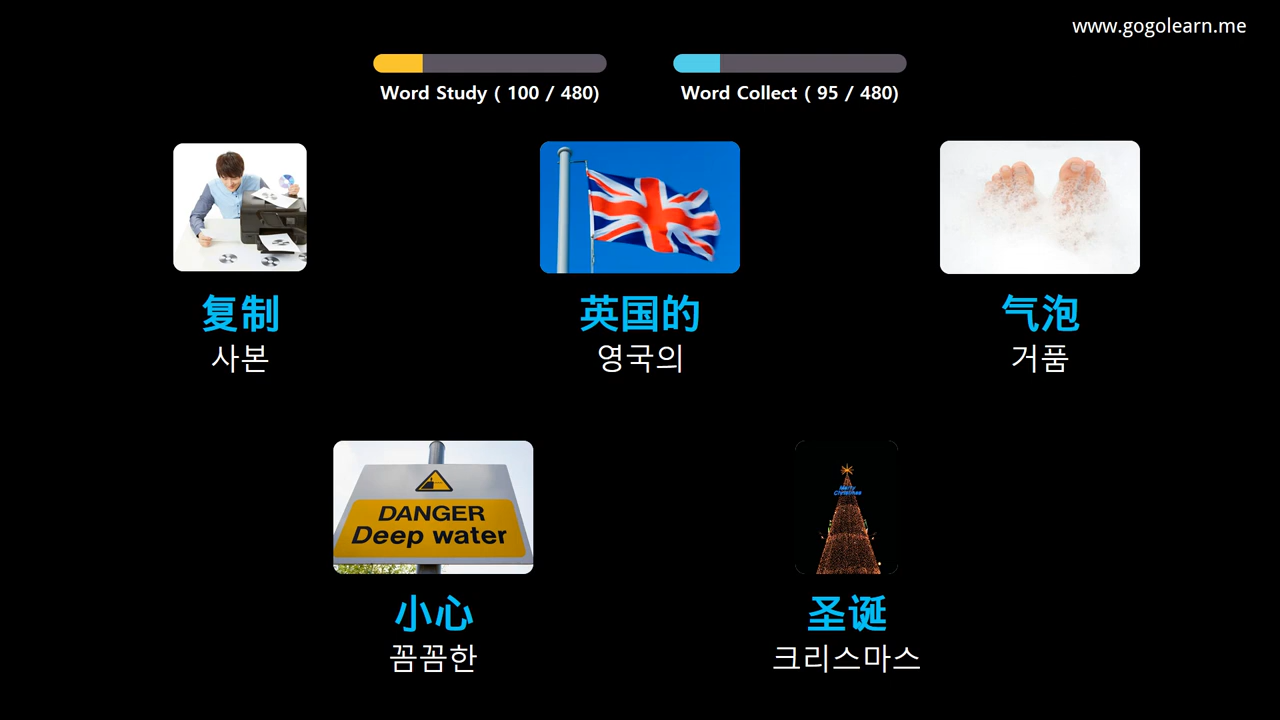 www.gogolearn.me
Word Study ( 100 / 480)
Word Collect ( 95 / 480)
复制
사본
英国的
영국의
气泡
거품
DANGER
Deep water
小心
꼼꼼한
Merry
Christmas
圣诞
크리스마스